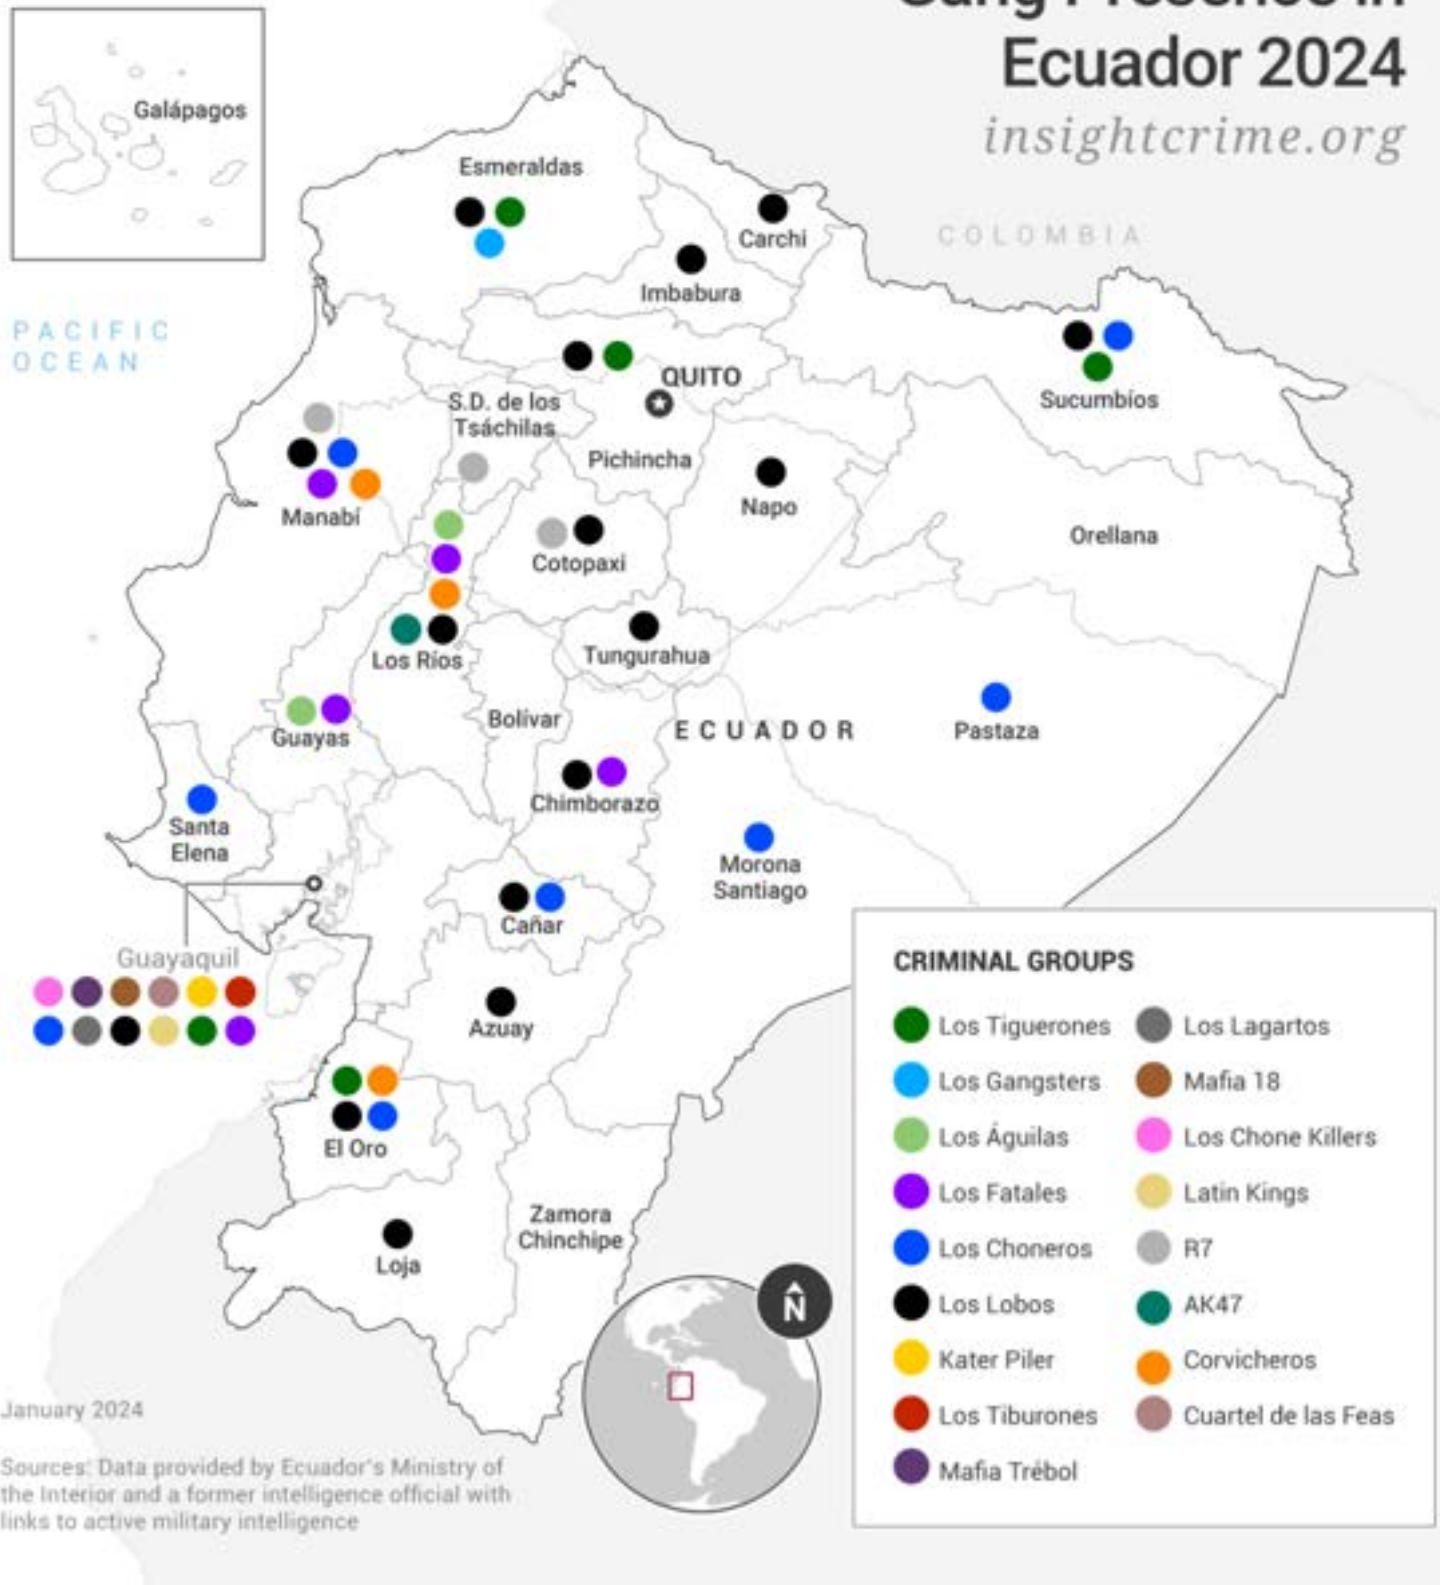 Gang Presence in
Ecuador 2024
insightcrime.org
Galápagos
PACIFIC
OCEAN
COLOMBIA
Esmeraldas
Carchi
Imbabura
QUITO
Sucumbíos
S.D. de los
Tsáchilas
Pichincha
Manabí
Napo
Cotopaxi
Orellana
Los Ríos
Tungurahua
Bolívar
ECUADOR
Pastaza
Guayas
Chimborazo
Santa
Elena
Morona
Santiago
Cañar
Guayaquil
Azuay
El Oro
Zamora
Chinchipe
Loja
N
CRIMINAL GROUPS
Los Tiguerones
Los Gangsters
Los Águilas
Los Fatales
Los Choneros
Los Lobos
Kater Piler
Los Tiburones
Mafia Trébol
Los Lagartos
Mafia 18
Los Chone Killers
Latin Kings
R7
AK47
Corvicheros
Cuartel de las Feas
January 2024
Sources: Data provided by Ecuador's Ministry of
the Interior and a former intelligence official with
links to active military intelligence